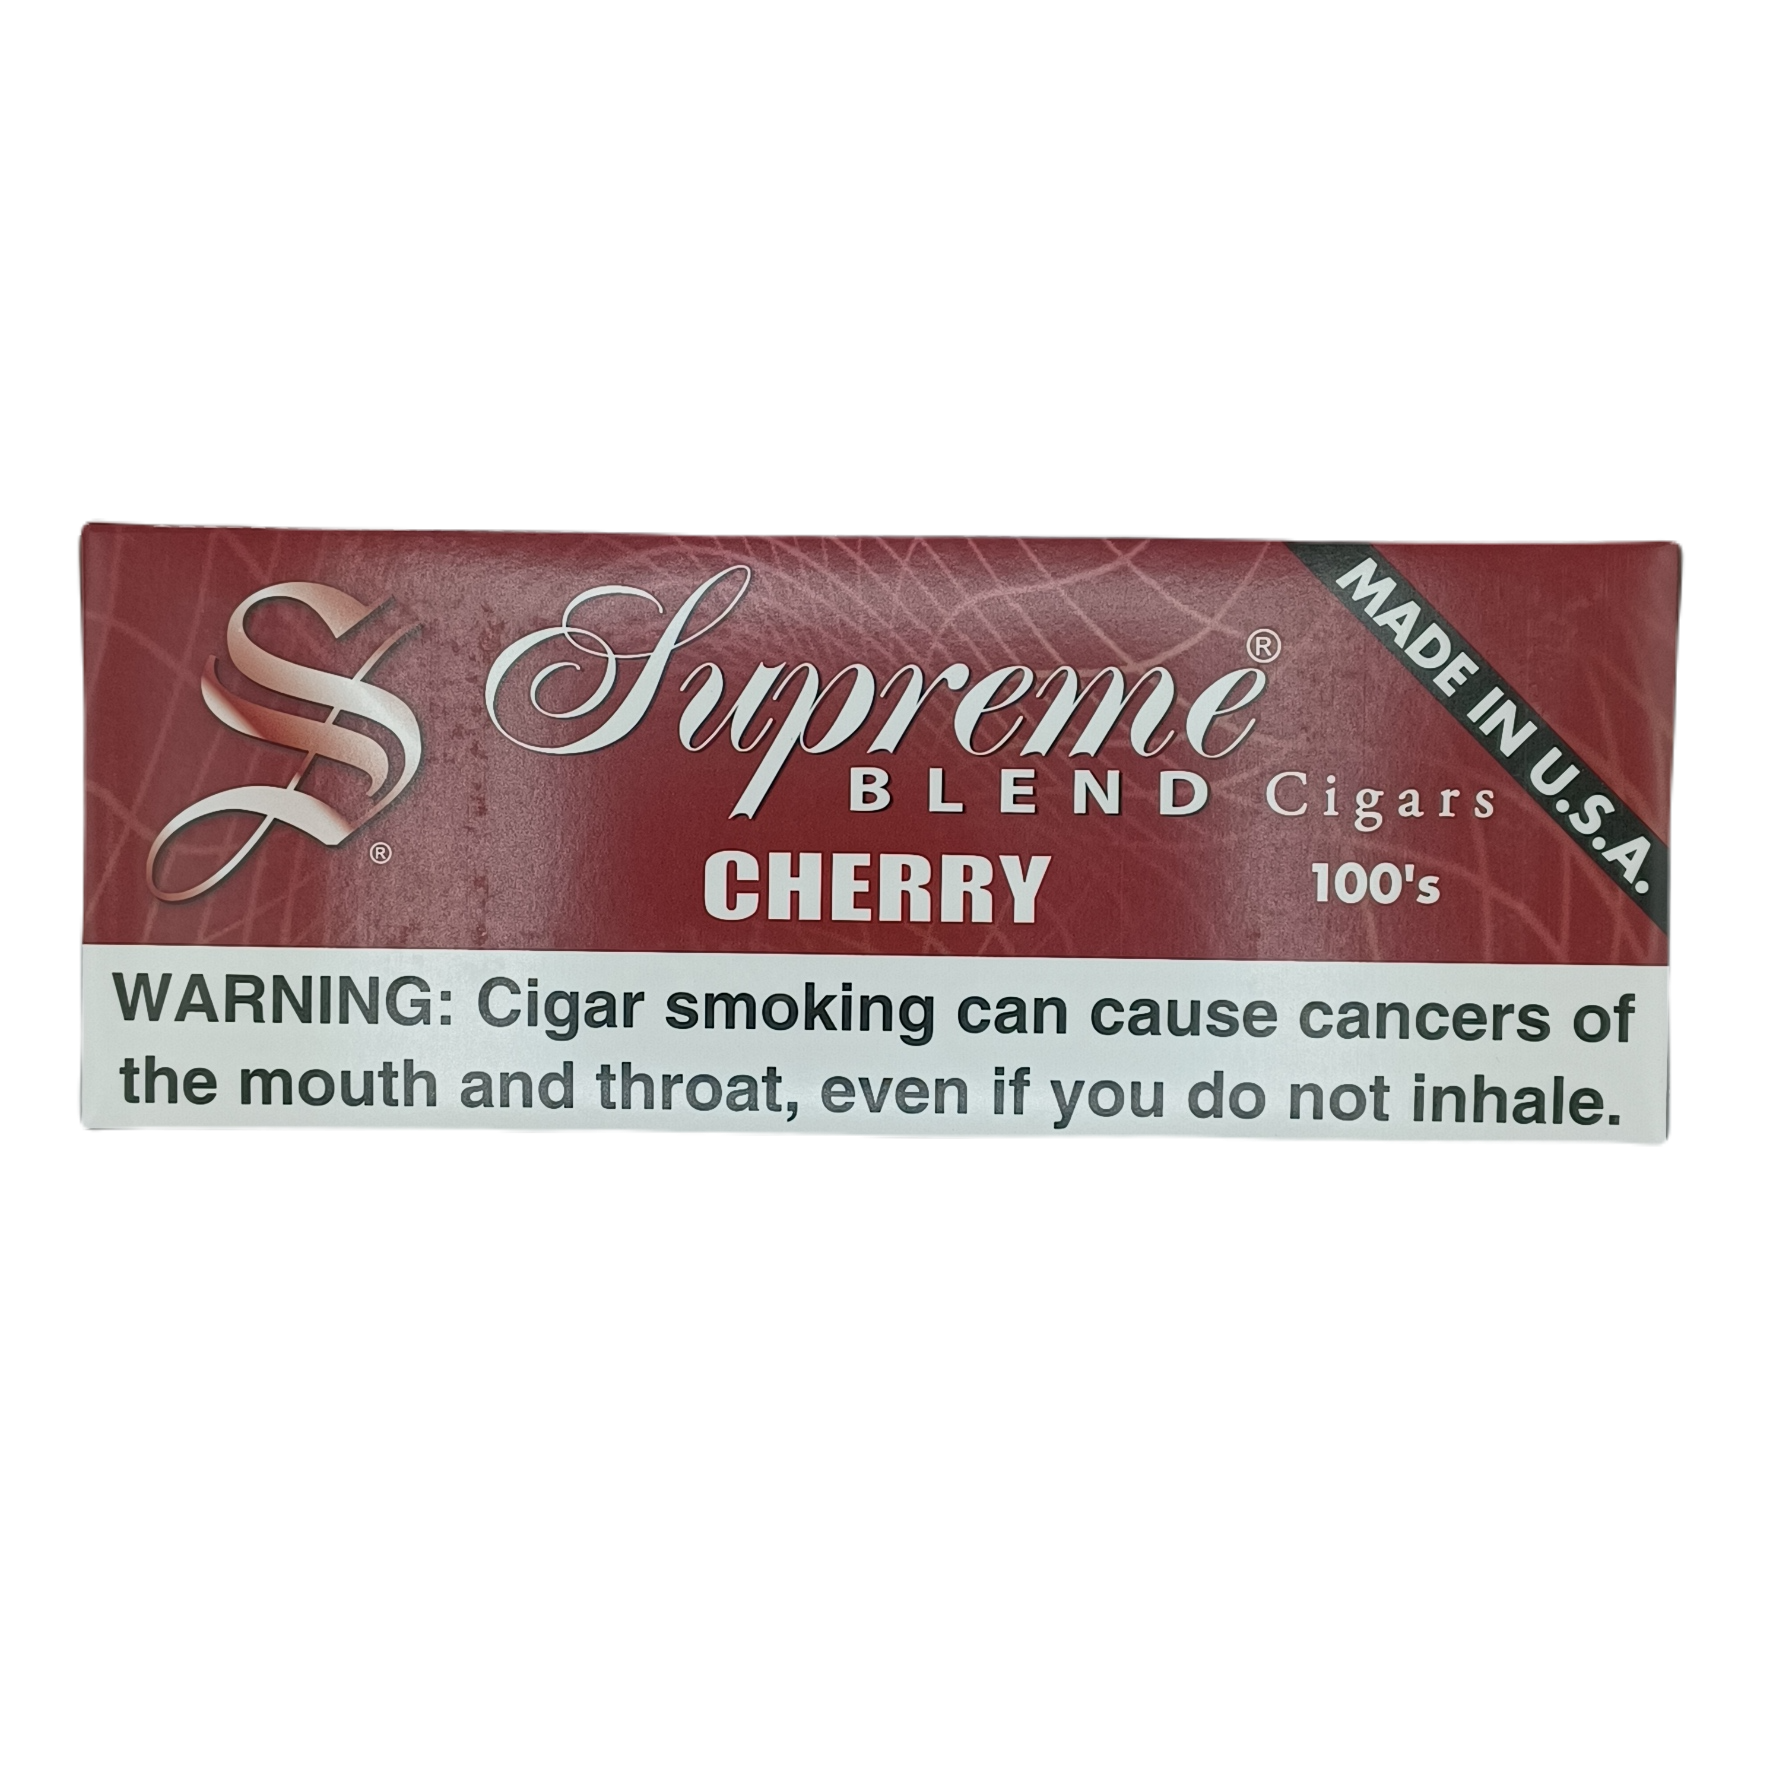 S®
Supreme®
BLEND Cigars
CHERRY
100's
MADE IN U.S.A.
WARNING: Cigar smoking can cause cancers of
the mouth and throat, even if you do not inhale.